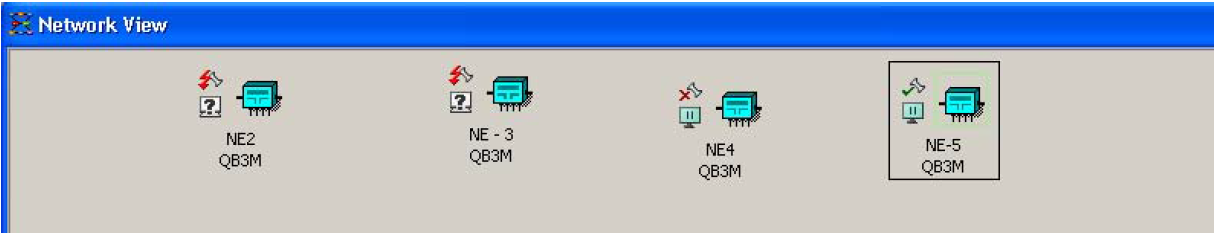 Network View
NE2
QB3M
NE - 3
QB3M
NE4
QB3M
NE-5
QB3M